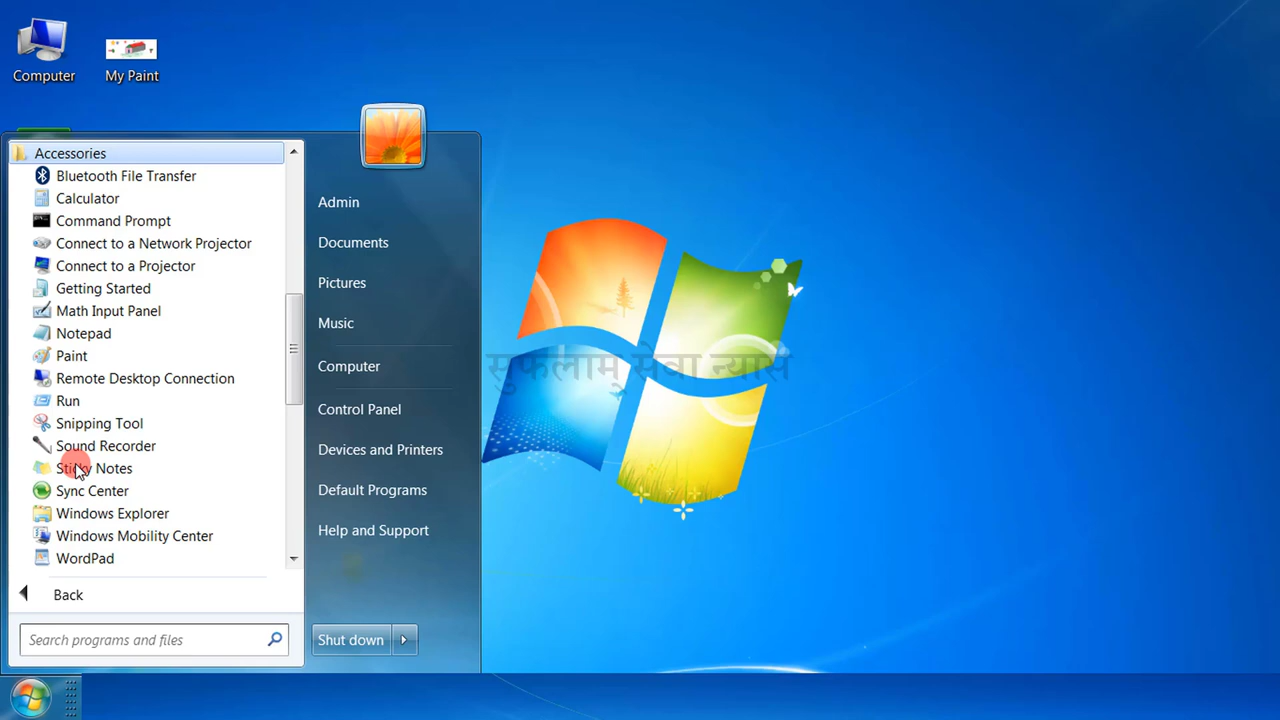 Computer
My Paint
Accessories
Bluetooth File Transfer
Calculator
Command Prompt
Connect to a Network Projector
Connect to a Projector
Getting Started
Math Input Panel
Notepad
Paint
Remote Desktop Connection
Run
Snipping Tool
Sound Recorder
Sticky Notes
Sync Center
Windows Explorer
Windows Mobility Center
WordPad
Back
Search programs and files
Admin
Documents
Pictures
Music
Computer
Control Panel
Devices and Printers
Default Programs
Help and Support
Shut down
सुफलाम् सेवा न्यास